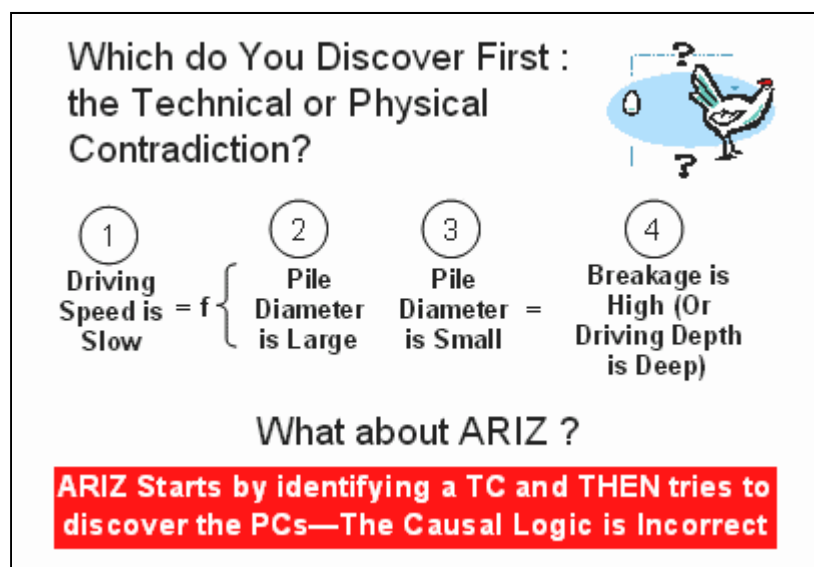 Which do You Discover First :
the Technical or Physical
Contradiction?
?
?
1
Driving
Speed is
Slow
= f {
2
Pile
Diameter
is Large
3
Pile
Diameter
is Small
=
4
Breakage is
High (Or
Driving Depth
is Deep)
What about ARIZ ?
ARIZ Starts by identifying a TC and THEN tries to
discover the PCs—The Causal Logic is Incorrect